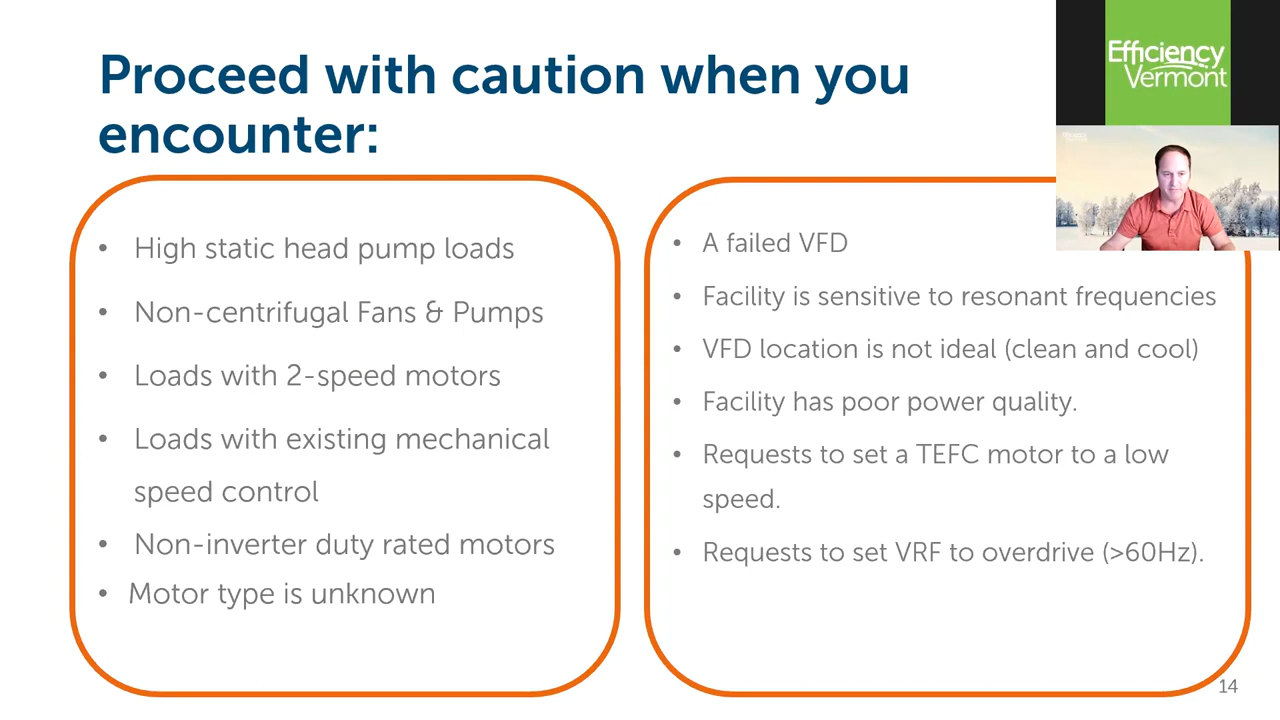 Proceed with caution when you
encounter:
• High static head pump loads
• Non-centrifugal Fans & Pumps
• Loads with 2-speed motors
• Loads with existing mechanical
speed control
• Non-inverter duty rated motors
• Motor type is unknown
• A failed VFD
• Facility is sensitive to resonant frequencies
• VFD location is not ideal (clean and cool)
• Facility has poor power quality.
• Requests to set a TEFC motor to a low
speed.
• Requests to set VRF to overdrive (>60Hz).
Efficiency
Vermont
14